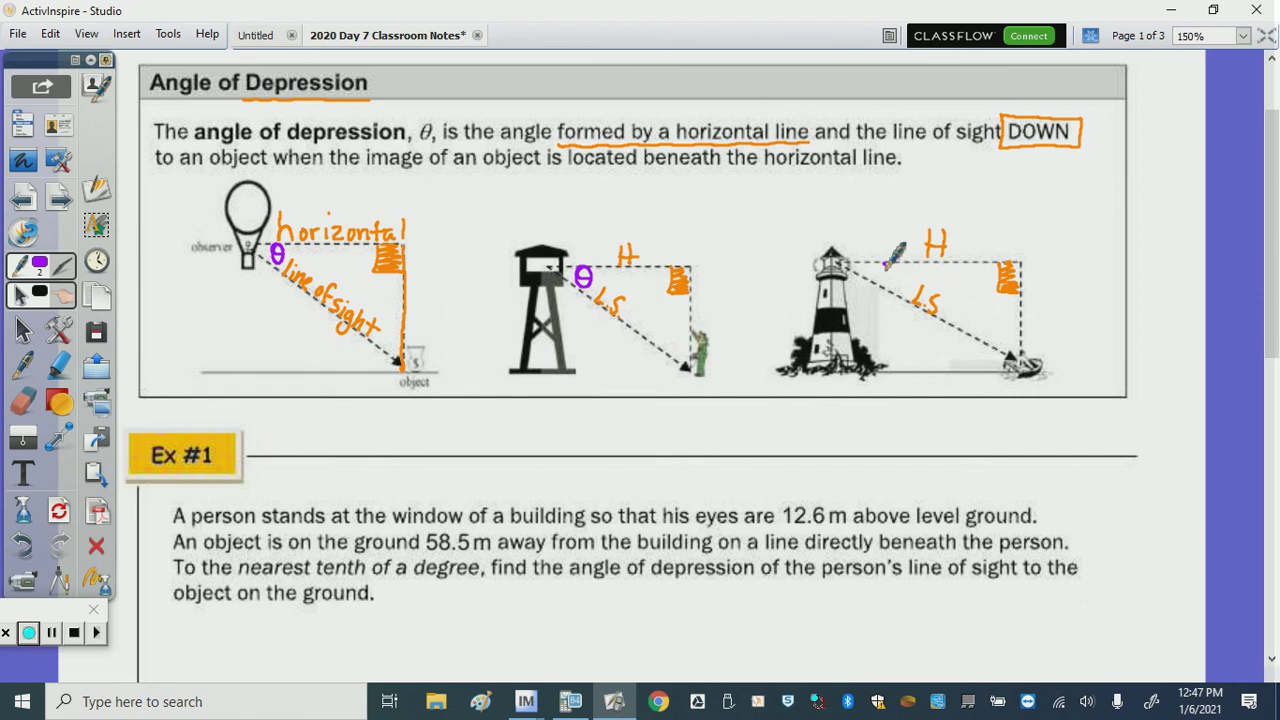 ActivInspire - Studio
File Edit View Insert Tools Help
Untitled
2020 Day 7 Classroom Notes*
CLASSFLOW Connect
Page 1 of 3
150%
Angle of Depression
The angle of depression, θ, is the angle formed by a horizontal line and the line of sight DOWN
to an object when the image of an object is located beneath the horizontal line.
observer
horizontal
θ
line of sight
object
H
θ
LS
H
LS
Ex #1
A person stands at the window of a building so that his eyes are 12.6 m above level ground.
An object is on the ground 58.5 m away from the building on a line directly beneath the person.
To the nearest tenth of a degree, find the angle of depression of the person's line of sight to the
object on the ground.
2
T
Type here to search
IM
12:47 PM
1/6/2021